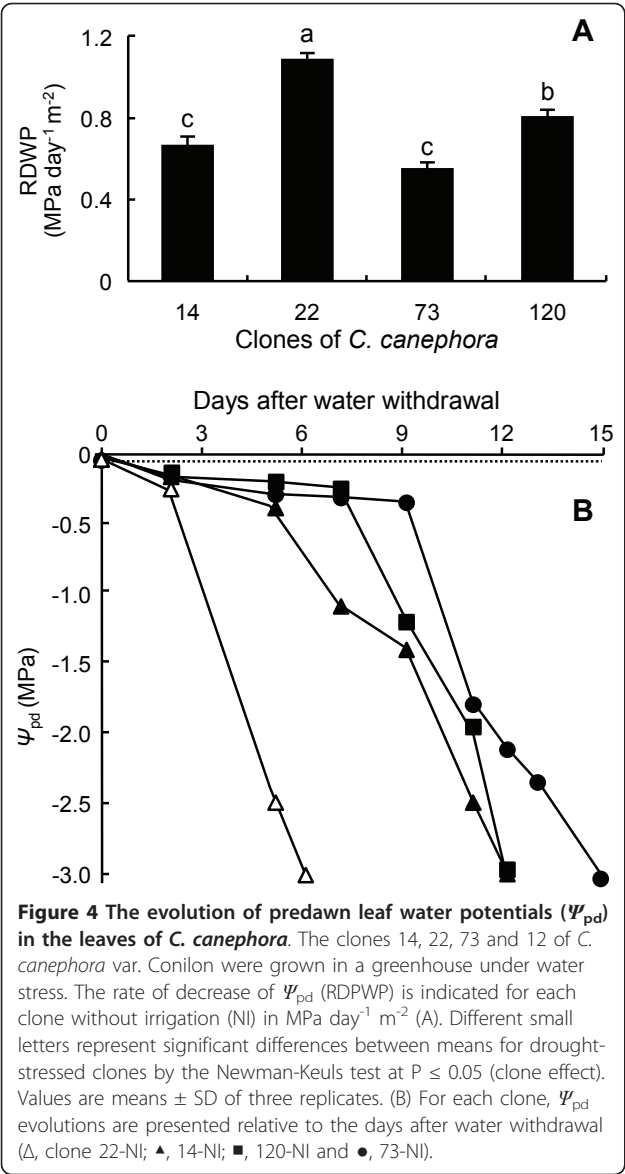 A
RDWP
(MPa day-1 m-2)
1.2
0.8
0.4
0
c
a
c
b
14 22 73 120
Clones of C. canephora
Days after water withdrawal
0 3 6 9 12 15
B
Ψpd (MPa)
0
-0.5
-1.0
-1.5
-2.0
-2.5
-3.0
Figure 4 The evolution of predawn leaf water potentials (Ψpd)
in the leaves of C. canephora. The clones 14, 22, 73 and 12 of C.
canephora var. Conilon were grown in a greenhouse under water
stress. The rate of decrease of Ψpd (RDPWP) is indicated for each
clone without irrigation (NI) in MPa day-1 m-2 (A). Different small
letters represent significant differences between means for drought-
stressed clones by the Newman-Keuls test at P ≤ 0.05 (clone effect).
Values are means ± SD of three replicates. (B) For each clone, Ψpd
evolutions are presented relative to the days after water withdrawal
(Δ, clone 22-NI; ▲, 14-NI; ■, 120-NI and ●, 73-NI).